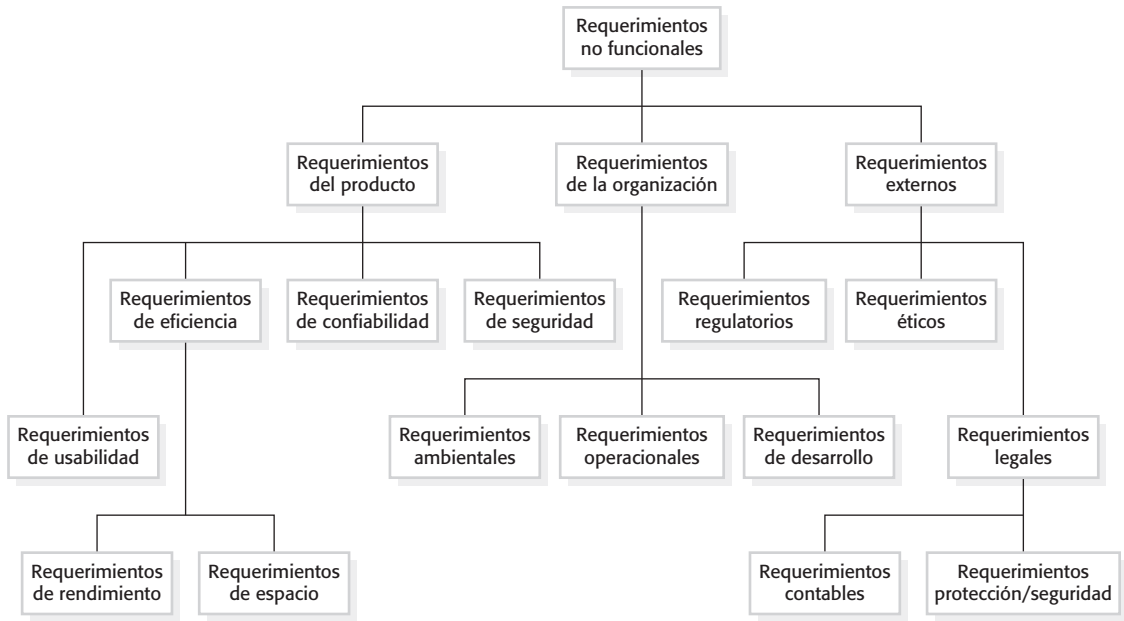 Requerimientos
no funcionales
Requerimientos
del producto
Requerimientos
de la organización
Requerimientos
externos
Requerimientos
de eficiencia
Requerimientos
de confiabilidad
Requerimientos
de seguridad
Requerimientos
regulatorios
Requerimientos
éticos
Requerimientos
de usabilidad
Requerimientos
ambientales
Requerimientos
operacionales
Requerimientos
de desarrollo
Requerimientos
legales
Requerimientos
de rendimiento
Requerimientos
de espacio
Requerimientos
contables
Requerimientos
protección/seguridad